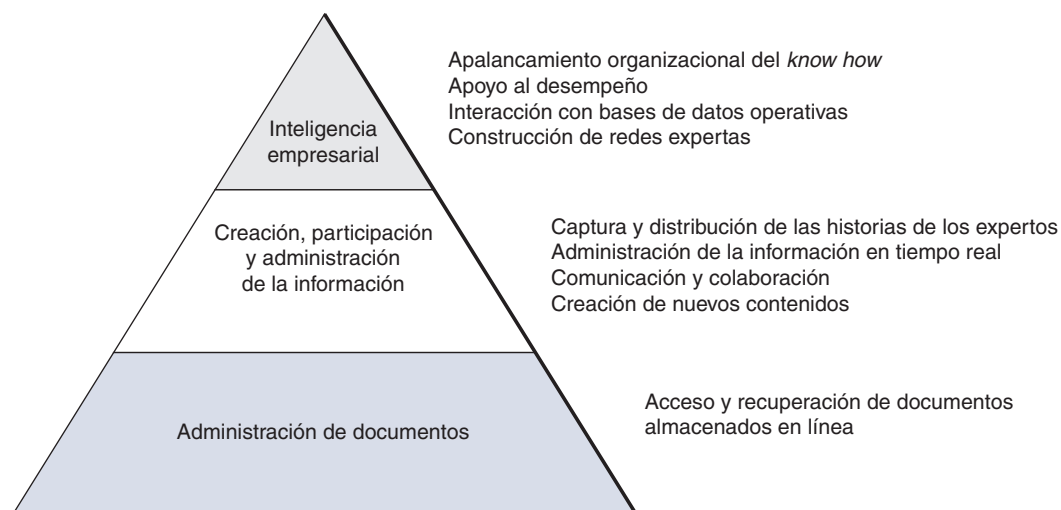 Inteligencia
empresarial
Apalancamiento organizacional del know how
Apoyo al desempeño
Interacción con bases de datos operativas
Construcción de redes expertas
Creación, participación
y administración
de la información
Captura y distribución de las historias de los expertos
Administración de la información en tiempo real
Comunicación y colaboración
Creación de nuevos contenidos
Administración de documentos
Acceso y recuperación de documentos
almacenados en línea